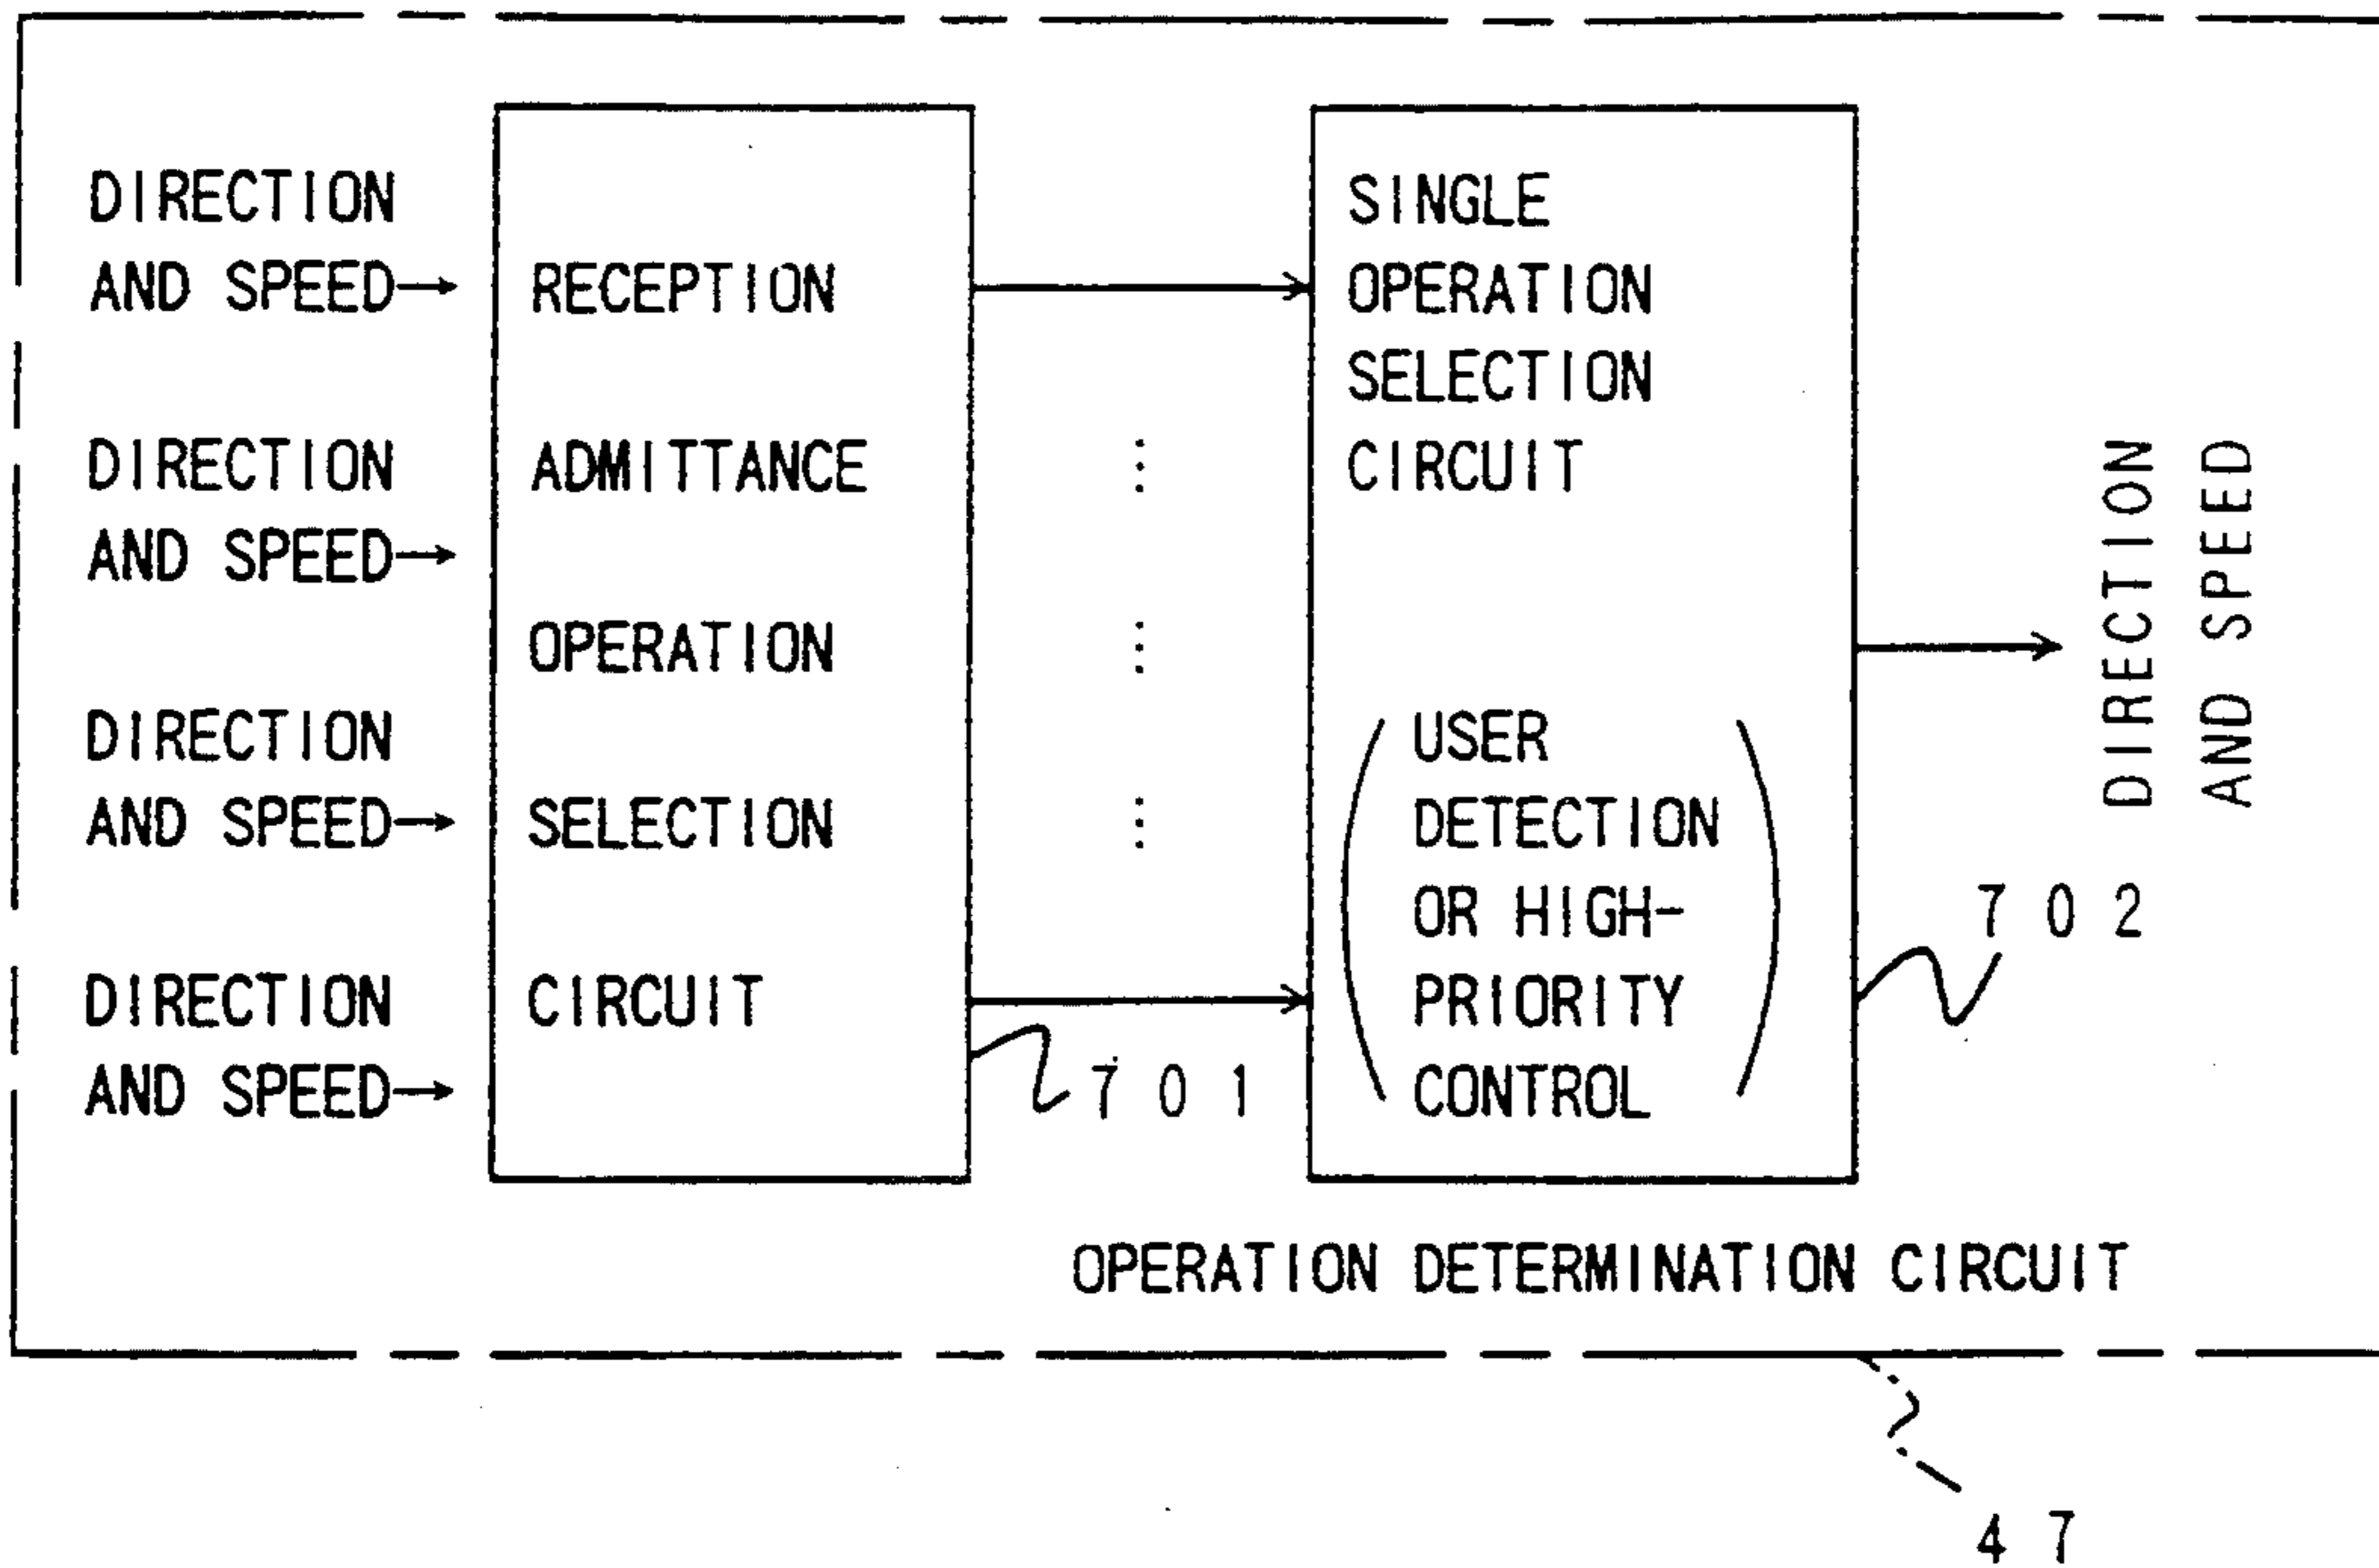 DIRECTION
AND SPEED
DIRECTION
AND SPEED
DIRECTION
AND SPEED
DIRECTION
AND SPEED
RECEPTION
ADMITTANCE
OPERATION
SELECTION
CIRCUIT
701
SINGLE
OPERATION
SELECTION
CIRCUIT
USER
DETECTION
OR HIGH-
PRIORITY
CONTROL
702
DIRECTION
AND SPEED
OPERATION DETERMINATION CIRCUIT
47